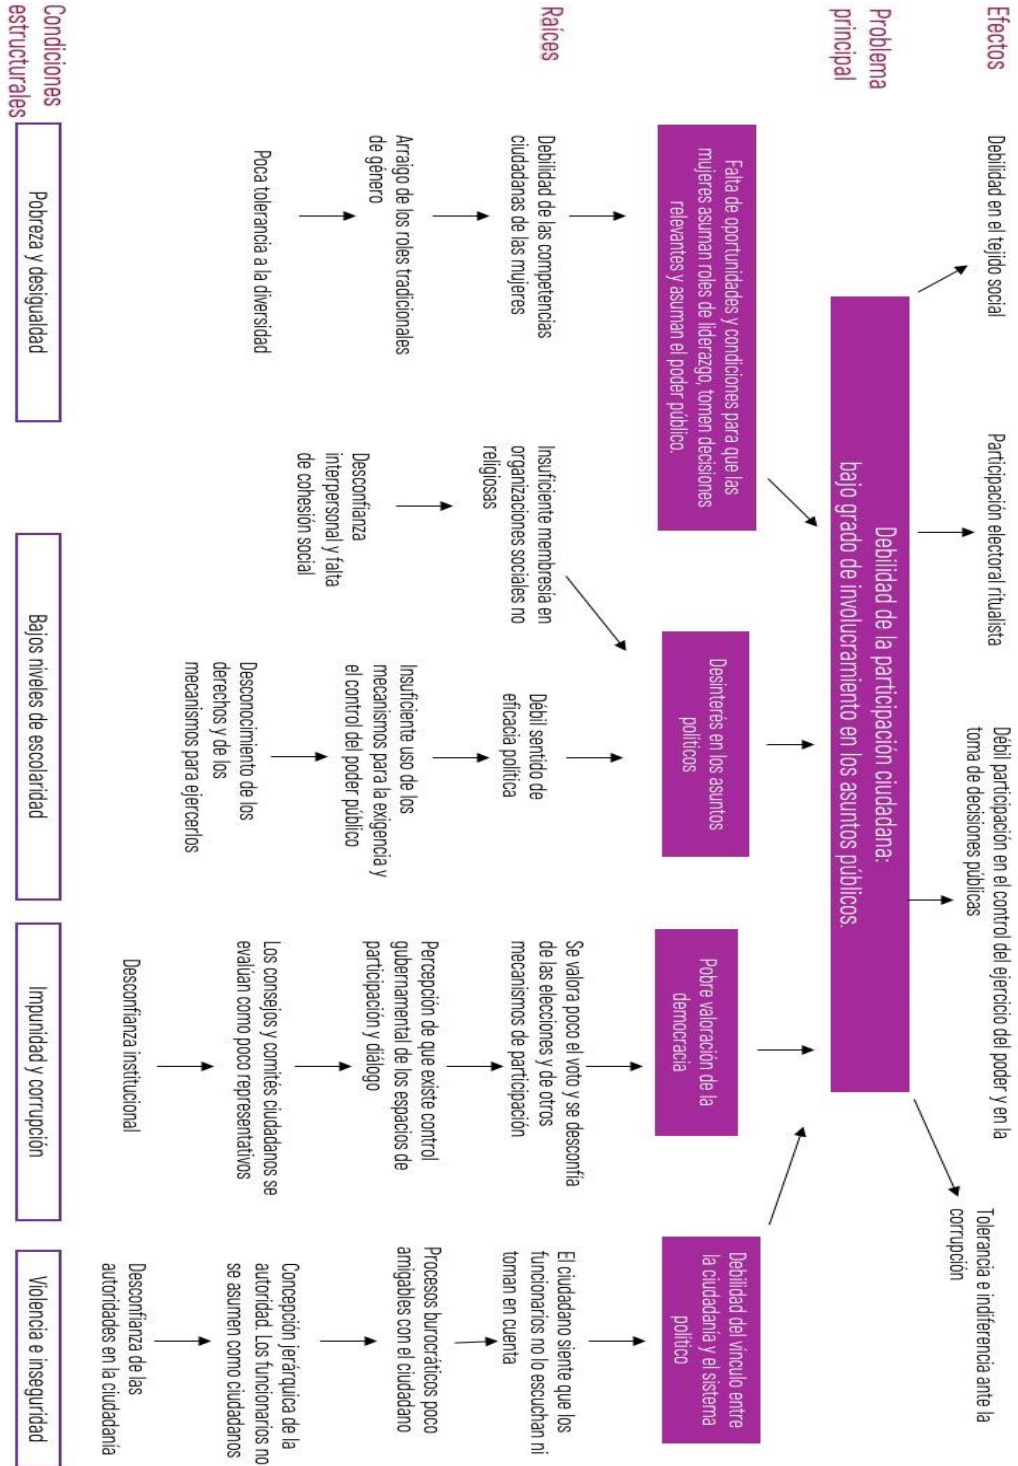 Efectos
Debilidad en el tejido social
Participación electoral ritualista
Débil participación en el control del ejercicio del poder y en la
toma de decisiones públicas
Tolerancia e indiferencia ante la
corrupción
Problema
principal
Debilidad de la participación ciudadana:
bajo grado de involucramiento en los asuntos públicos.
Falta de oportunidades y condiciones para que las
mujeres asuman roles de liderazgo, tomen decisiones
relevantes y asuman el poder público.
Desinterés en los asuntos
políticos
Pobre valoración de la
democracia
Debilidad del vínculo entre
la ciudadanía y el sistema
político
Raíces
Debilidad de las competencias
ciudadanas de las mujeres
Arraigo de los roles tradicionales
de género
Poca tolerancia a la diversidad
Insuficiente membresía en
organizaciones sociales no
religiosas
Desconfianza
interpersonal y falta
de cohesión social
Débil sentido de
eficacia política
Insuficiente uso de los
mecanismos para la exigencia y
el control del poder público
Desconocimiento de los
derechos y de los
mecanismos para ejercerlos
Se valora poco el voto y se desconfía
de las elecciones y de otros
mecanismos de participación
Percepción de que existe control
gubernamental de los espacios de
participación y diálogo
Los consejos y comités ciudadanos se
evalúan como poco representativos
Desconfianza institucional
El ciudadano siente que los
funcionarios no lo escuchan ni
toman en cuenta
Procesos burocráticos poco
amigables con el ciudadano
Concepción jerárquica de la
autoridad. Los funcionarios no
se asumen como ciudadanos
Desconfianza de las
autoridades en la ciudadanía
Condiciones
estructurales
Pobreza y desigualdad
Bajos niveles de escolaridad
Impunidad y corrupción
Violencia e inseguridad